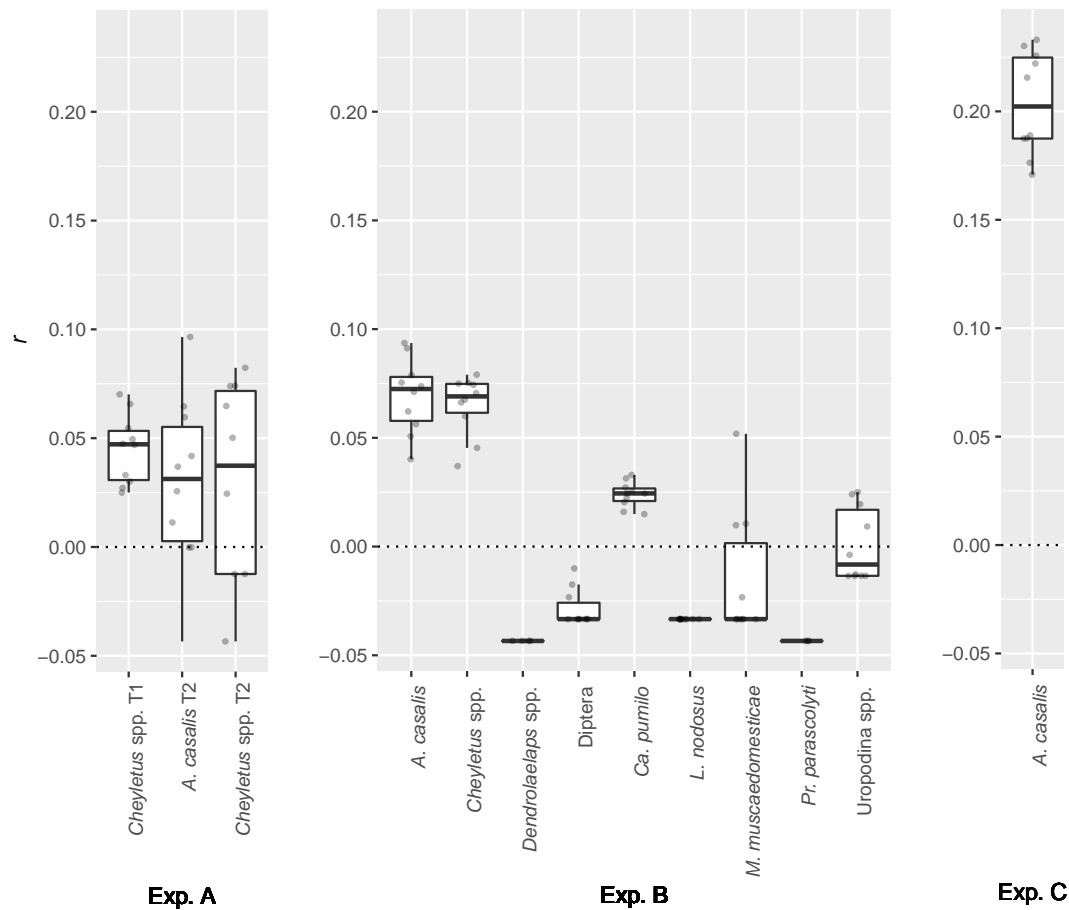 r
0.20
0.15
0.10
0.05
0.00
−0.05
Cheyletus spp. T1
A. casalis T2
Cheyletus spp. T2
Exp. A
0.20
0.15
0.10
0.05
0.00
−0.05
A. casalis
Cheyletus spp.
Dendrolaelaps spp.
Diptera
Ca. pumilo
L. nodosus
M. muscaedomesticae
Pr. parascolyti
Uropodina spp.
Exp. B
0.20
0.15
0.10
0.05
0.00
−0.05
A. casalis
Exp. C